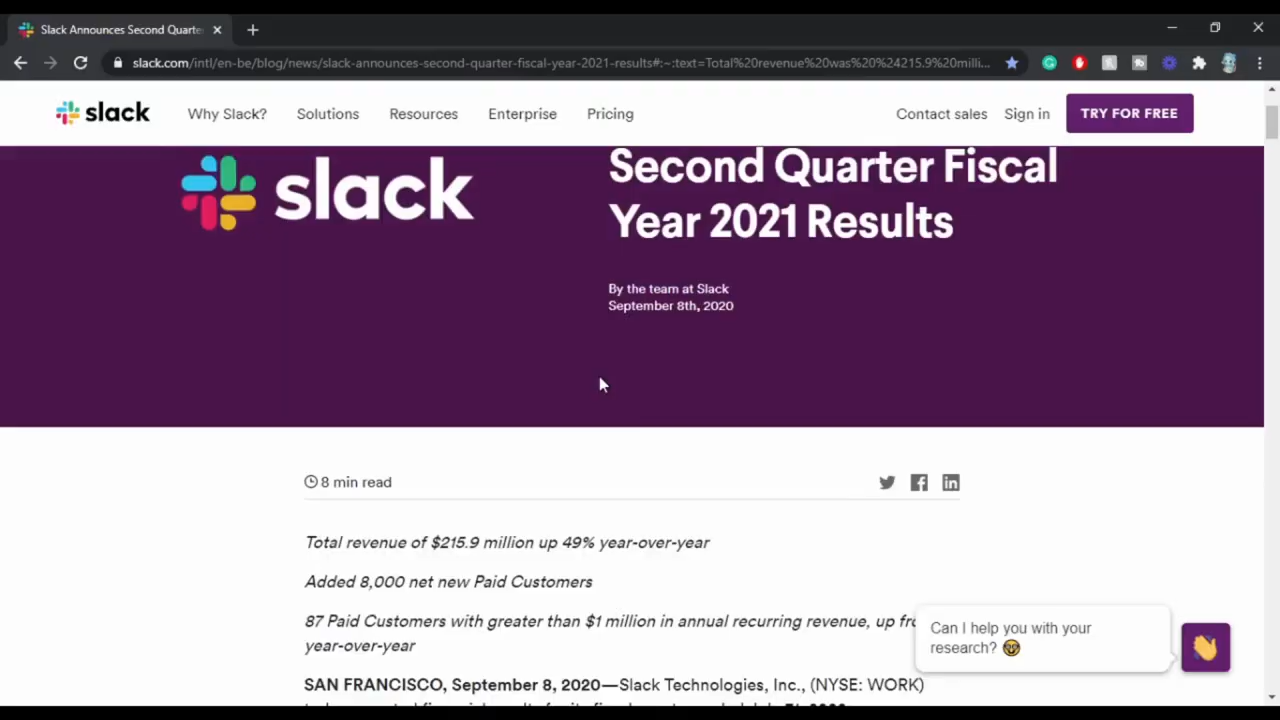 Slack Announces Second Quarte
slack.com/intl/en-be/blog/news/slack-announces-second-quarter-fiscal-year-2021-results#:~:text=Total%20revenue%20was%20%24215.9%20milli...
slack
Why Slack?
Solutions
Resources
Enterprise
Pricing
Contact sales
Sign in
TRY FOR FREE
slack
Second Quarter Fiscal
Year 2021 Results
By the team at Slack
September 8th, 2020
8 min read
Total revenue of $215.9 million up 49% year-over-year
Added 8,000 net new Paid Customers
87 Paid Customers with greater than $1 million in annual recurring revenue, up
year-over-year
Can I help you with your
research?
SAN FRANCISCO, September 8, 2020—Slack Technologies, Inc., (NYSE: WORK)